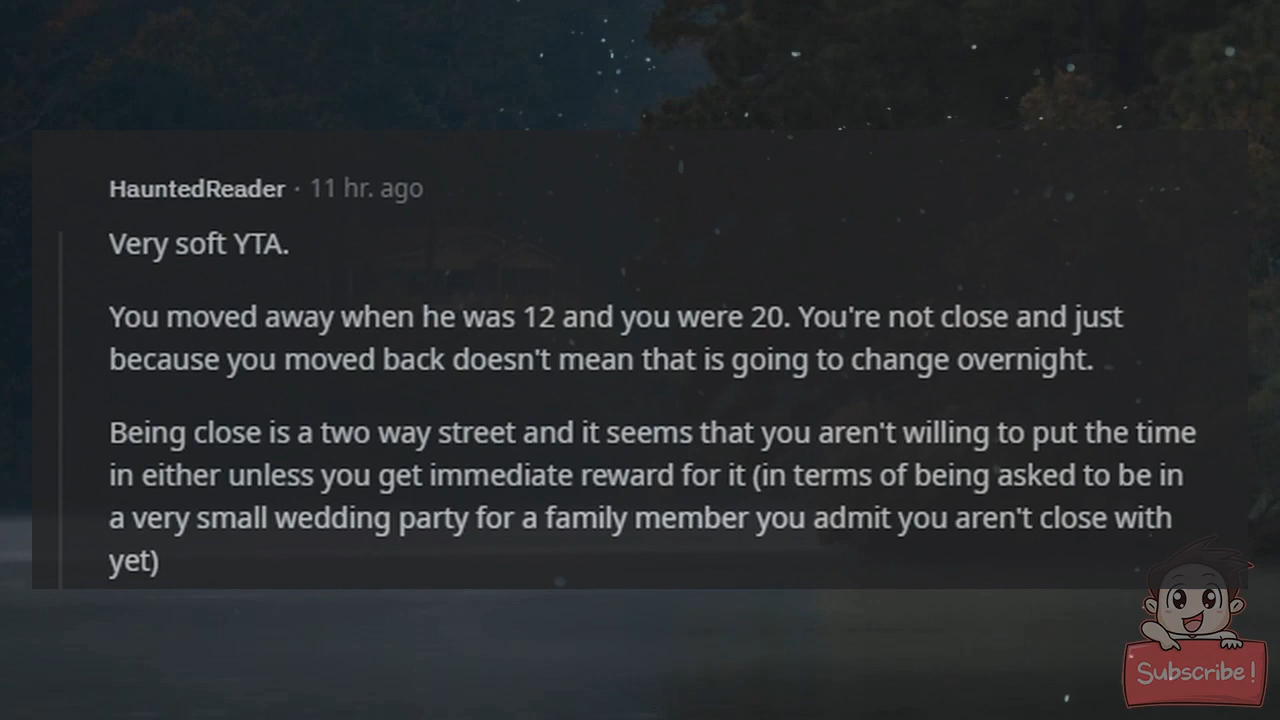 HauntedReader · 11 hr. ago
Very soft YTA.
You moved away when he was 12 and you were 20. You're not close and just
because you moved back doesn't mean that is going to change overnight.
Being close is a two way street and it seems that you aren't willing to put the time
in either unless you get immediate reward for it (in terms of being asked to be in
a very small wedding party for a family member you admit you aren't close with
yet)
Subscribe!